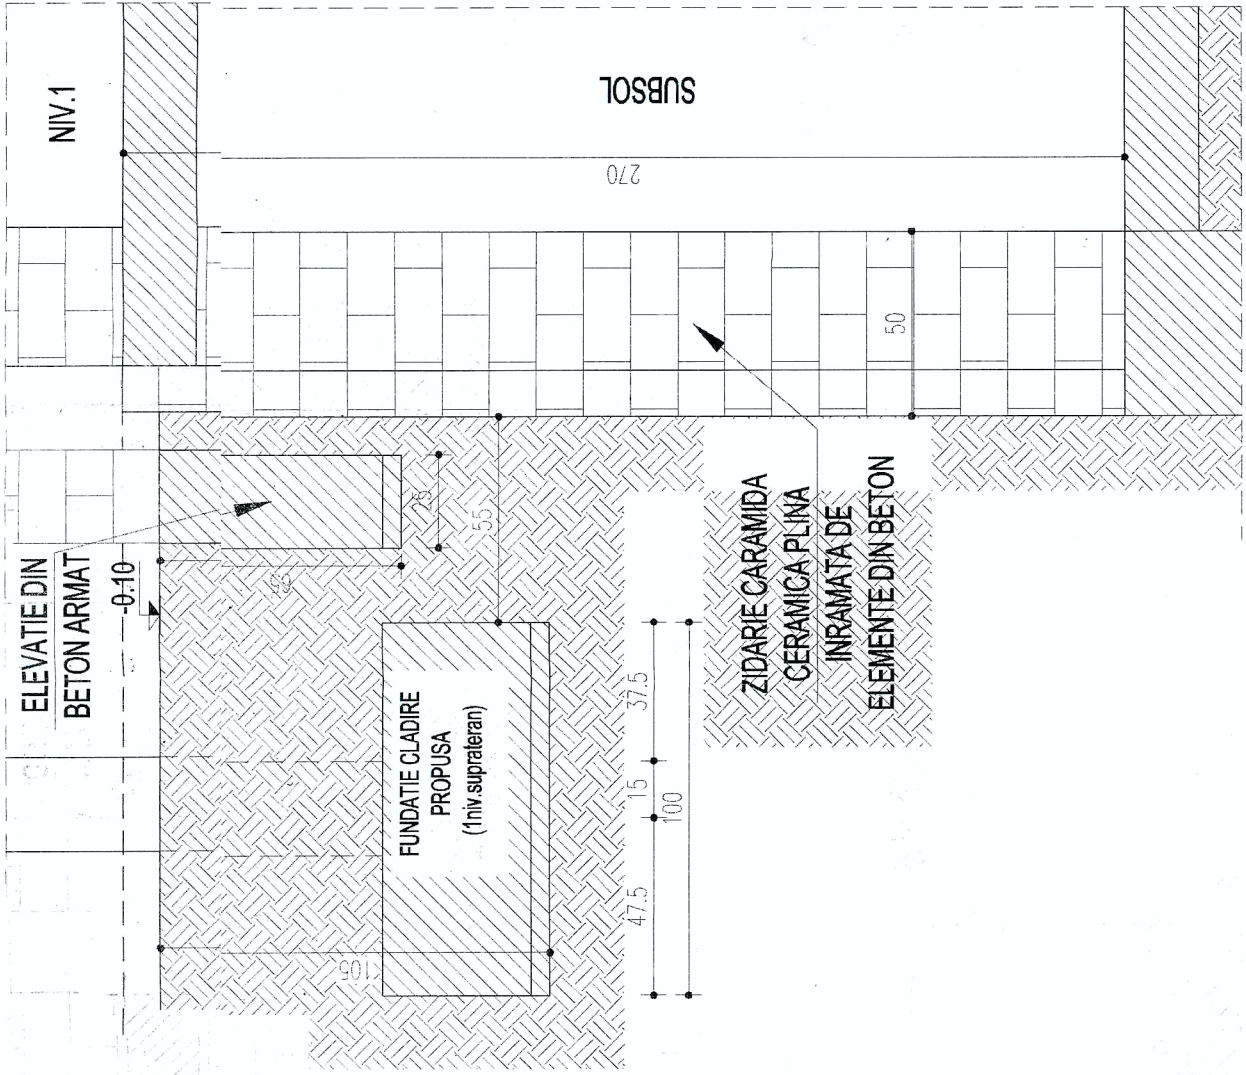 NIV.1
SUBSOL
270
50
ELEVATIE DIN
BETON ARMAT
-0.10
65
25
55
FUNDATIE CLADIRE
PROPUSA
(1niv.suprateran)
105
37.5
15
47.5
100
ZIDARIE CARAMIDA
CERAMICA PLINA
INRAMATA DE
ELEMENTE DIN BETON